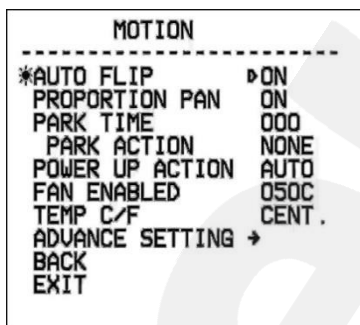 MOTION
☀AUTO FLIP ▷ON
PROPORTION PAN ON
PARK TIME 000
PARK ACTION NONE
POWER UP ACTION AUTO
FAN ENABLED 050C
TEMP C/F CENT.
ADVANCE SETTING →
BACK
EXIT